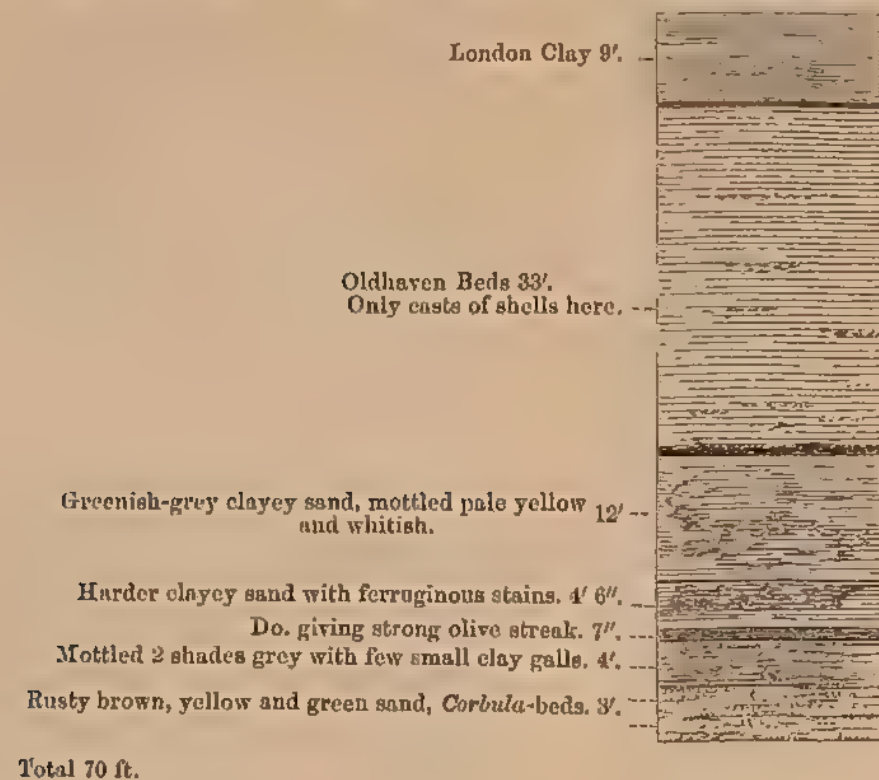 London Clay 9′.
Oldhaven Beds 33′.
Only casts of shells here.
Greenish-grey clayey sand, mottled pale yellow 12′
and whitish.
Harder clayey sand with ferruginous stains. 4′ 6″.
Do. giving strong olive streak. 7″.
Mottled 2 shades grey with few small clay galls. 4′.
Rusty brown, yellow and green sand, Corbula-beds. 3′.
Total 70 ft.